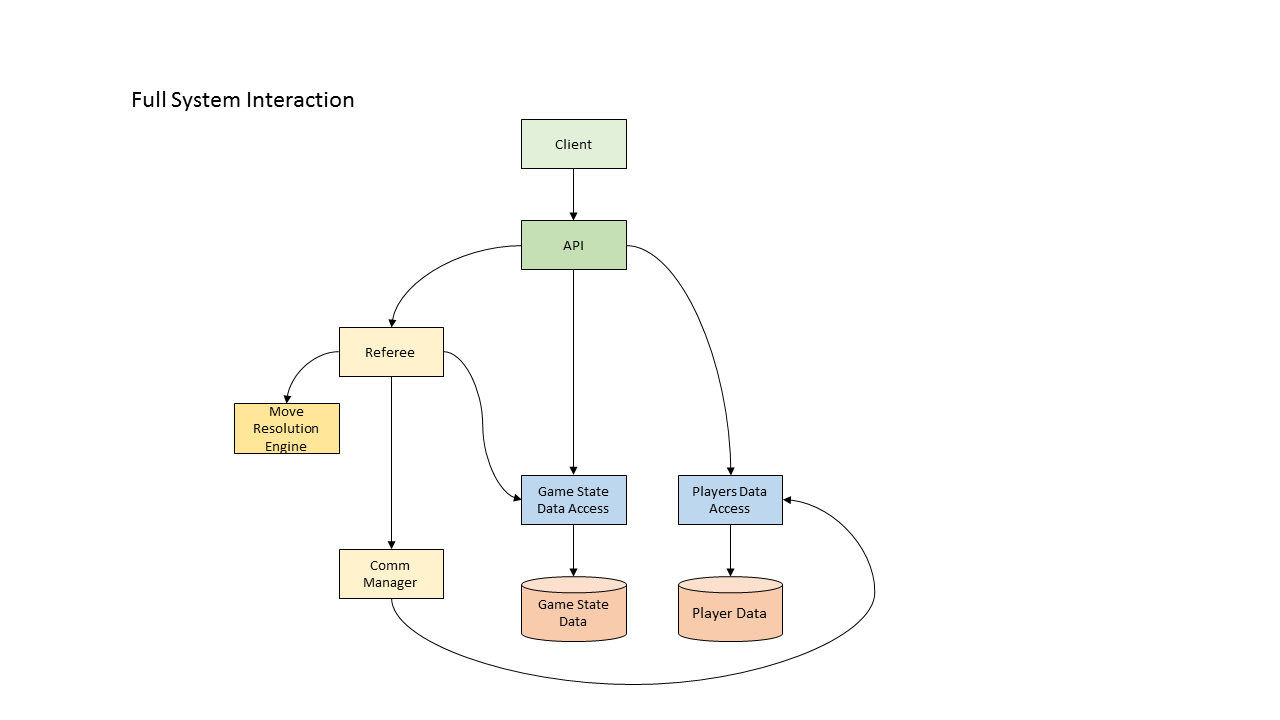 Full System Interaction
Client
API
Referee
Move
Resolution
Engine
Game State
Data Access
Players Data
Access
Comm
Manager
Game State
Data
Player Data